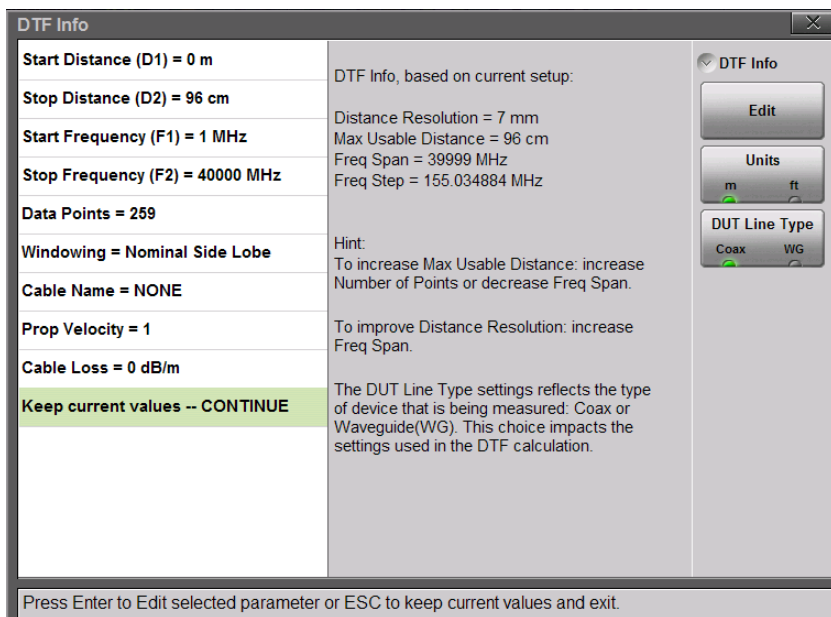 DTF Info
Start Distance (D1) = 0 m
Stop Distance (D2) = 96 cm
Start Frequency (F1) = 1 MHz
Stop Frequency (F2) = 40000 MHz
Data Points = 259
Windowing = Nominal Side Lobe
Cable Name = NONE
Prop Velocity = 1
Cable Loss = 0 dB/m
Keep current values -- CONTINUE
DTF Info, based on current setup:
Distance Resolution = 7 mm
Max Usable Distance = 96 cm
Freq Span = 39999 MHz
Freq Step = 155.034884 MHz
Hint:
To increase Max Usable Distance: increase
Number of Points or decrease Freq Span.
To improve Distance Resolution: increase
Freq Span.
The DUT Line Type settings reflects the type
of device that is being measured: Coax or
Waveguide(WG). This choice impacts the
settings used in the DTF calculation.
DTF Info
Edit
Units
m ft
DUT Line Type
Coax WG
Press Enter to Edit selected parameter or ESC to keep current values and exit.